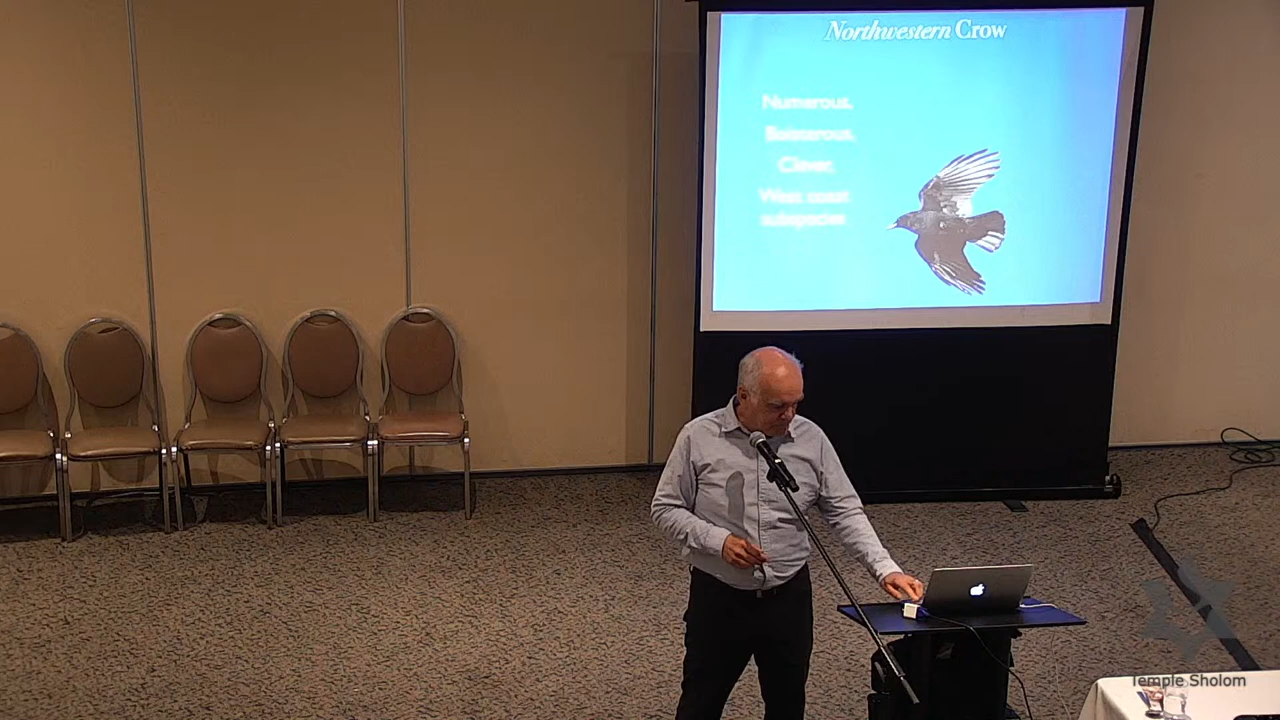 Northwestern Crow
Numerous.
Boisterous.
Clever.
West coast
subspecies
Temple Sholom